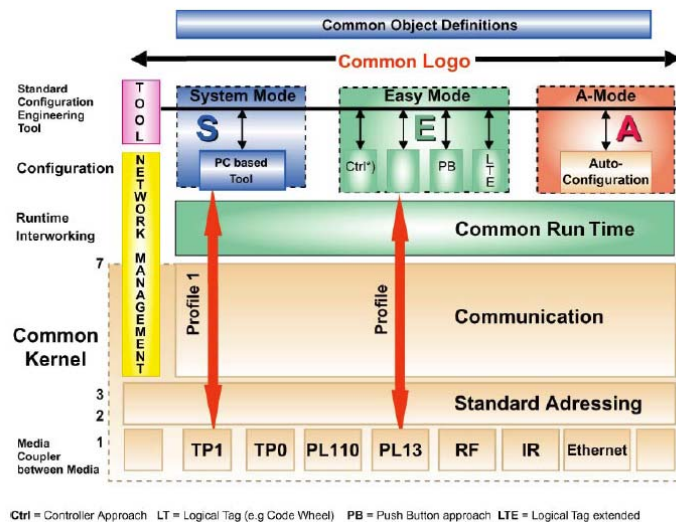 Common Object Definitions
Common Logo
Standard
Configuration
Engineering
Tool
TOOL
System Mode
Easy Mode
A-Mode
S
E
A
Configuration
PC based
Tool
Ctrl*)
PB
LTE
Auto-
Configuration
NETWORK MANAGEMENT
Runtime
Interworking
Common Run Time
7
Profile 1
Profile
Communication
Common
Kernel
3
Standard Adressing
2
Media
Coupler
between Media
1
TP1
TP0
PL110
PL13
RF
IR
Ethernet
Ctrl = Controller Approach LT = Logical Tag (e.g Code Wheel) PB = Push Button approach LTE = Logical Tag extended